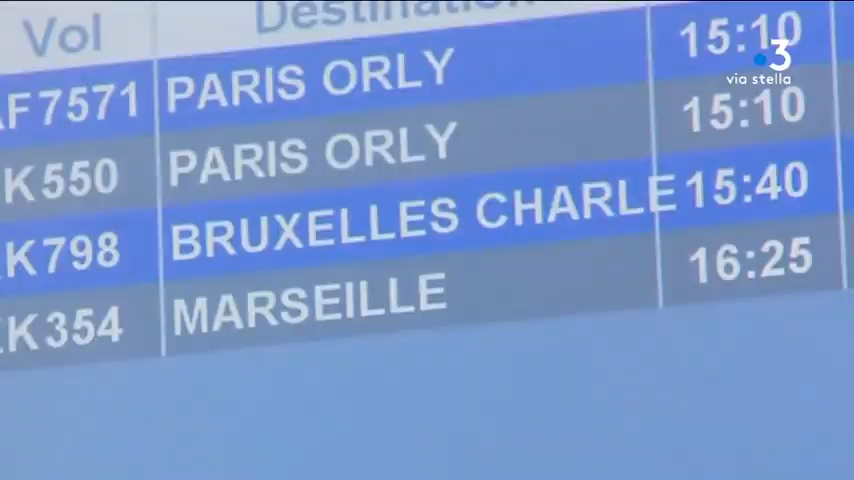 Vol Destination
AF7571 PARIS ORLY 15:10
K550 PARIS ORLY 15:10
K798 BRUXELLES CHARLE 15:40
K354 MARSEILLE 16:25
3
via stella